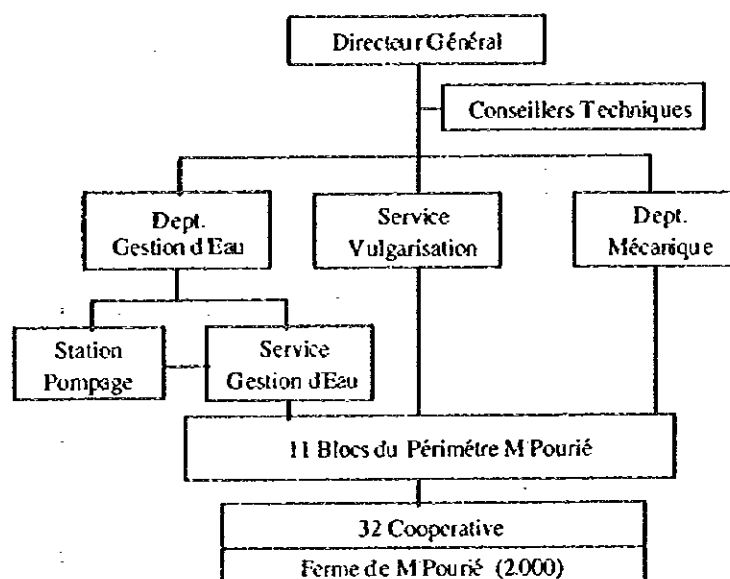 Directeur Général
Conseillers Techniques
Dept.
Gestion d'Eau
Service
Vulgarisation
Dept.
Mécanique
Station
Pompage
Service
Gestion d'Eau
11 Blocs du Périmétre M'Pourié
32 Cooperative
Ferme de M'Pourié (2.000)